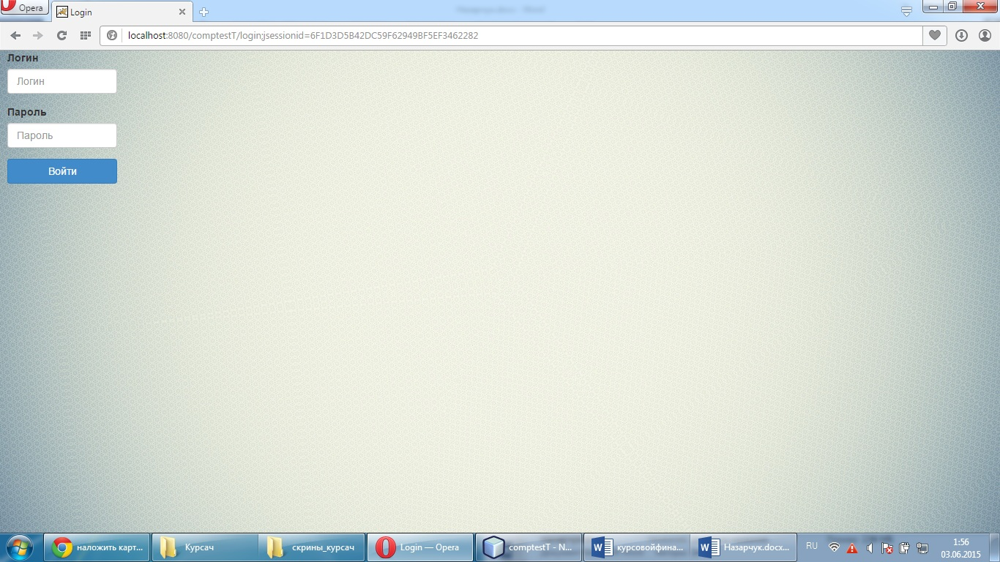 Opera
Login
localhost:8080/comptestT/login;jsessionid=6F1D3D5B42DC59F62949BF5EF3462282
Логин
Логин
Пароль
Пароль
Войти
наложить карт...
Курсач
скрины_курсач
Login — Opera
comptestT - N...
курсовойфина...
Назарчук.docx...
RU
1:56
03.06.2015